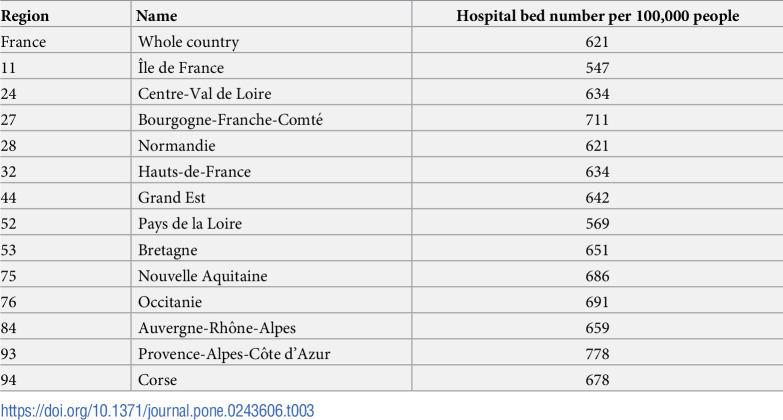 Region Name Hospital bed number per 100,000 people
France Whole country 621
11 Île de France 547
24 Centre-Val de Loire 634
27 Bourgogne-Franche-Comté 711
28 Normandie 621
32 Hauts-de-France 634
44 Grand Est 642
52 Pays de la Loire 569
53 Bretagne 651
75 Nouvelle Aquitaine 686
76 Occitanie 691
84 Auvergne-Rhône-Alpes 659
93 Provence-Alpes-Côte d'Azur 778
94 Corse 678
https://doi.org/10.1371/journal.pone.0243606.t003